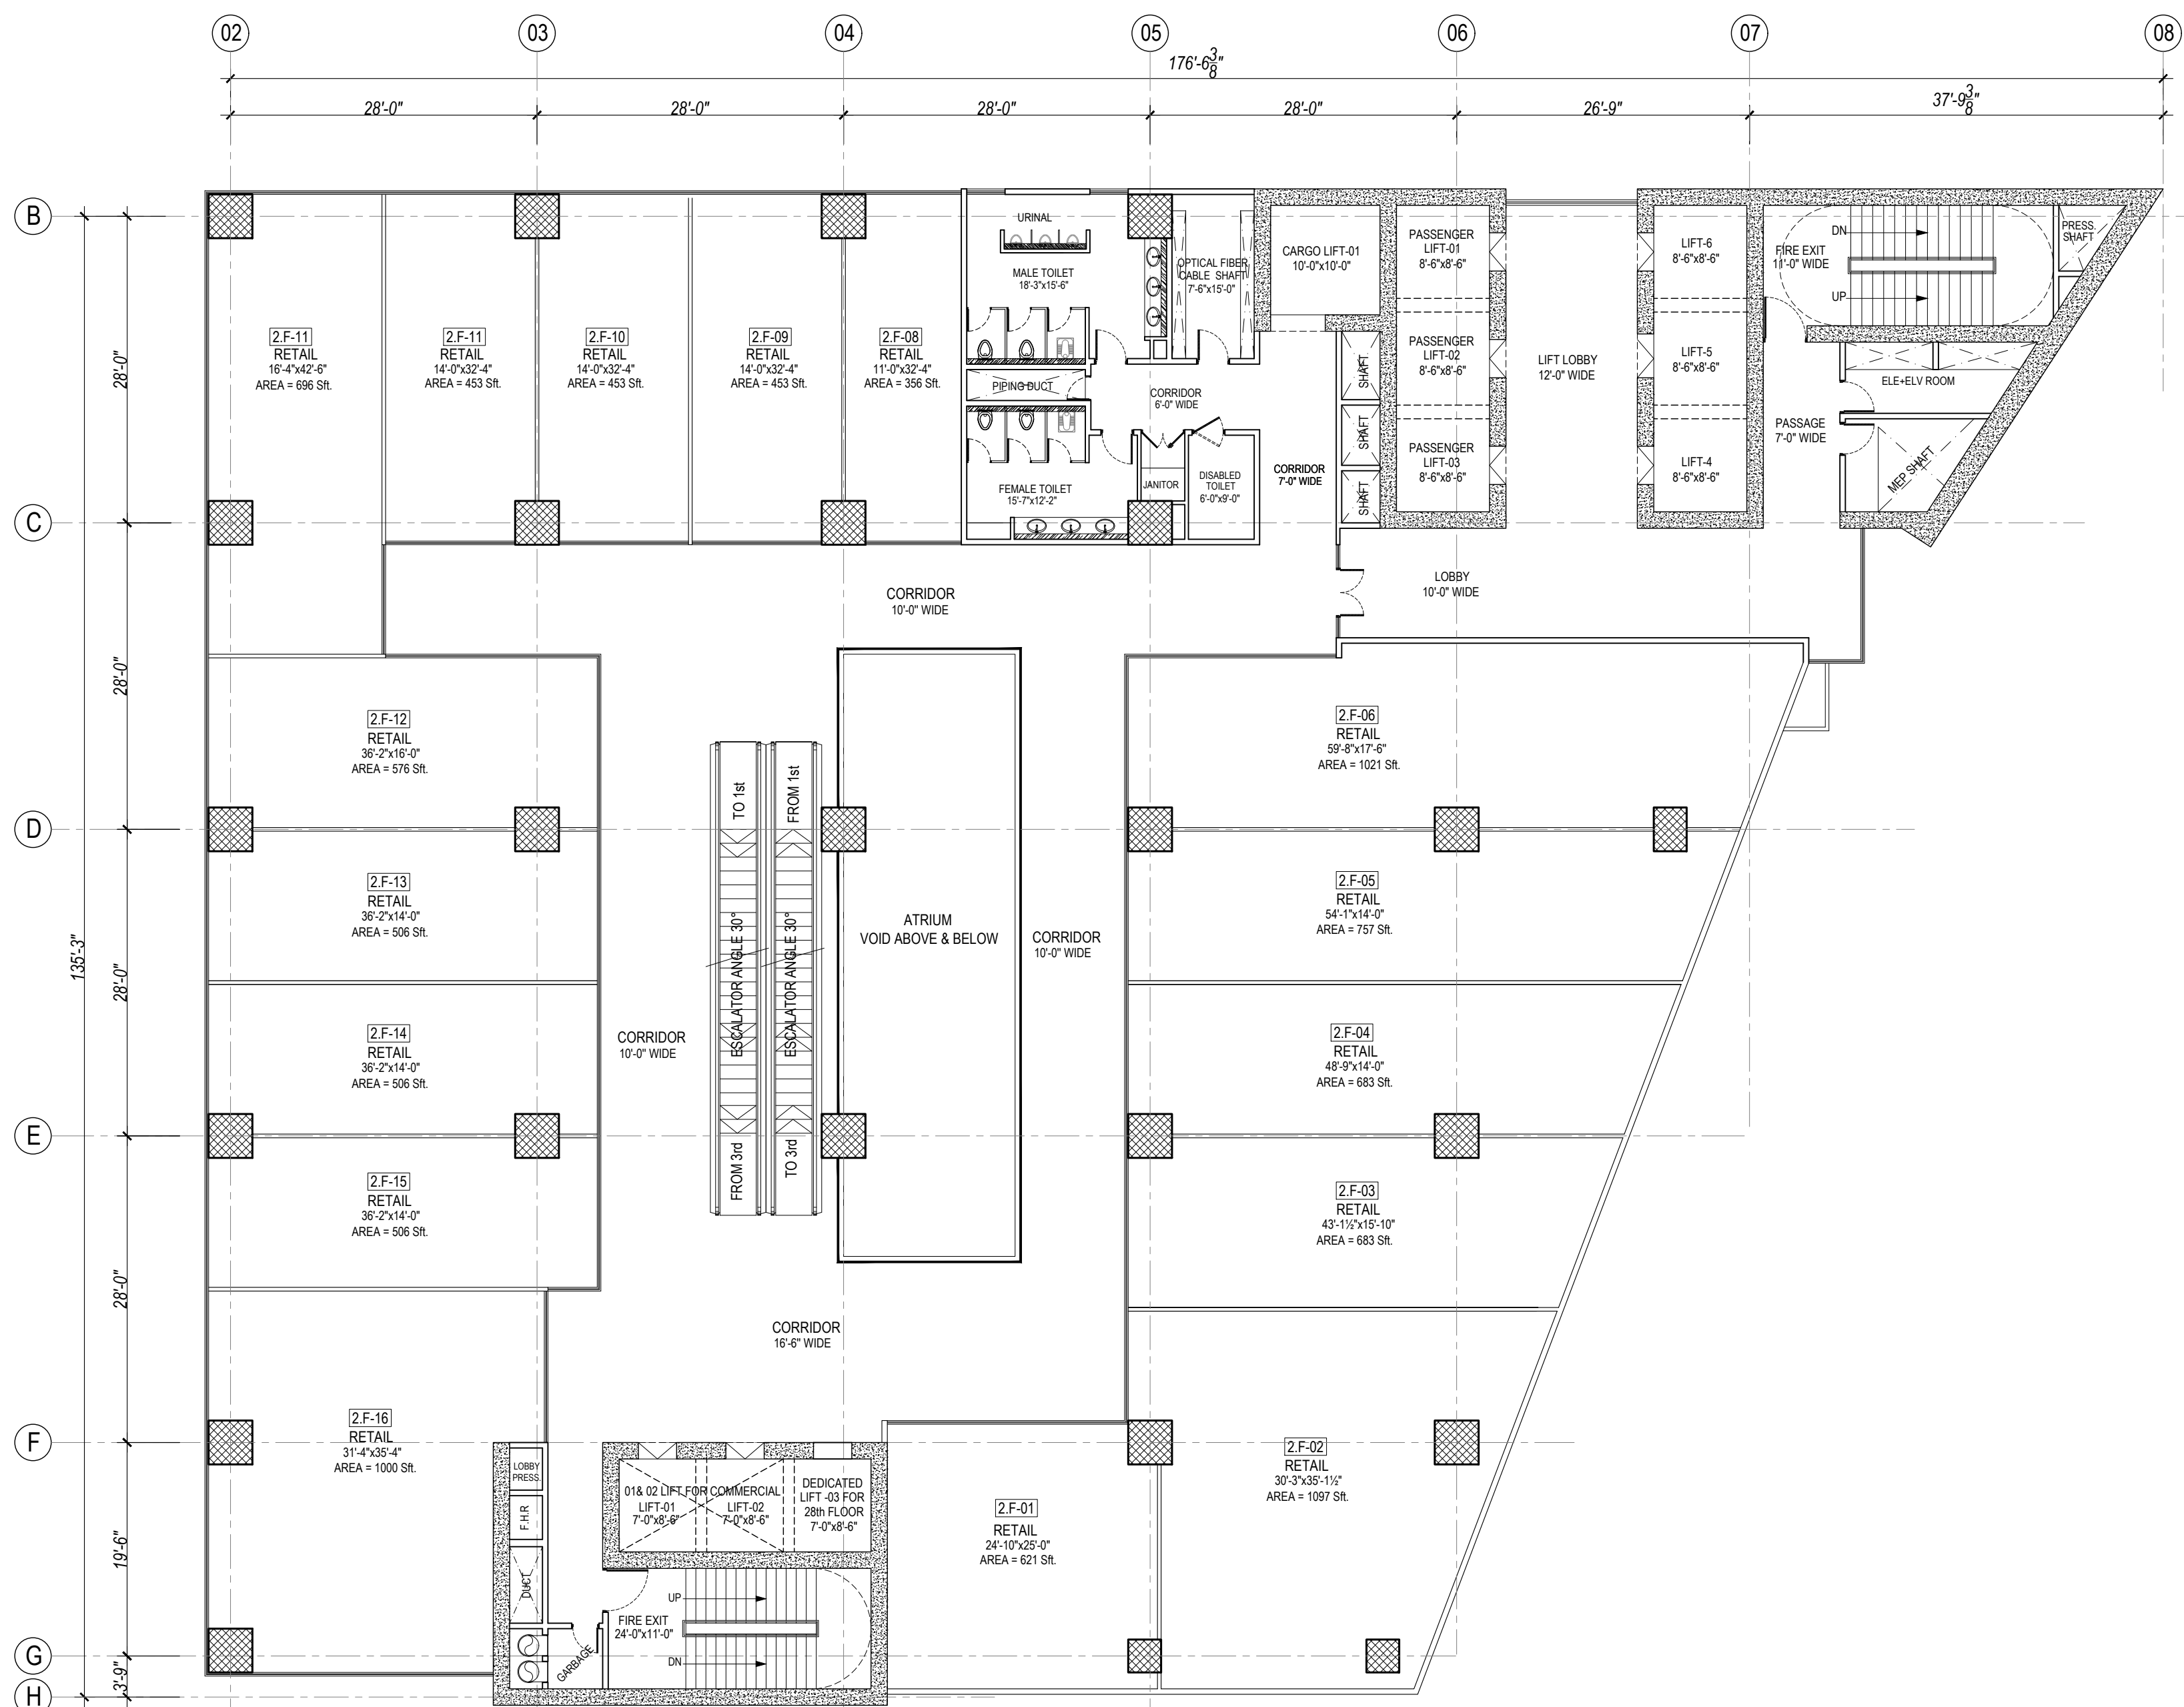 02
03
04
05
06
07
08
176'-6 3/8"
28'-0"
28'-0"
28'-0"
28'-0"
26'-9"
37'-9 3/8"
B
C
D
E
F
G
H
135'-3"
28'-0"
28'-0"
28'-0"
28'-0"
19'-6"
3'-9"
2.F-11
RETAIL
16'-4"x42'-6"
AREA = 696 Sft.
2.F-11
RETAIL
14'-0"x32'-4"
AREA = 453 Sft.
2.F-10
RETAIL
14'-0"x32'-4"
AREA = 453 Sft.
2.F-09
RETAIL
14'-0"x32'-4"
AREA = 453 Sft.
2.F-08
RETAIL
11'-0"x32'-4"
AREA = 356 Sft.
URINAL
MALE TOILET
18'-3"x15'-6"
PIPING DUCT
FEMALE TOILET
15'-7"x12'-2"
OPTICAL FIBER
CABLE SHAFT
7'-6"x15'-0"
CORRIDOR
6'-0" WIDE
JANITOR
DISABLED
TOILET
6'-0"x9'-0"
CARGO LIFT-01
10'-0"x10'-0"
CORRIDOR
7'-0" WIDE
SHAFT
SHAFT
SHAFT
PASSENGER
LIFT-01
8'-6"x8'-6"
PASSENGER
LIFT-02
8'-6"x8'-6"
PASSENGER
LIFT-03
8'-6"x8'-6"
LIFT LOBBY
12'-0" WIDE
LIFT-6
8'-6"x8'-6"
LIFT-5
8'-6"x8'-6"
LIFT-4
8'-6"x8'-6"
FIRE EXIT
11'-0" WIDE
DN
UP
PRESS.
SHAFT
ELE+ELV ROOM
PASSAGE
7'-0" WIDE
MEP SHAFT
CORRIDOR
10'-0" WIDE
LOBBY
10'-0" WIDE
2.F-12
RETAIL
36'-2"x16'-0"
AREA = 576 Sft.
2.F-13
RETAIL
36'-2"x14'-0"
AREA = 506 Sft.
2.F-14
RETAIL
36'-2"x14'-0"
AREA = 506 Sft.
2.F-15
RETAIL
36'-2"x14'-0"
AREA = 506 Sft.
2.F-16
RETAIL
31'-4"x35'-4"
AREA = 1000 Sft.
CORRIDOR
10'-0" WIDE
TO 1st
ESCALATOR ANGLE 30°
FROM 3rd
FROM 1st
ESCALATOR ANGLE 30°
TO 3rd
ATRIUM
VOID ABOVE & BELOW
CORRIDOR
10'-0" WIDE
CORRIDOR
16'-6" WIDE
2.F-06
RETAIL
59'-8"x17'-6"
AREA = 1021 Sft.
2.F-05
RETAIL
54'-1"x14'-0"
AREA = 757 Sft.
2.F-04
RETAIL
48'-9"x14'-0"
AREA = 683 Sft.
2.F-03
RETAIL
43'-1½"x15'-10"
AREA = 683 Sft.
2.F-02
RETAIL
30'-3"x35'-1½"
AREA = 1097 Sft.
2.F-01
RETAIL
24'-10"x25'-0"
AREA = 621 Sft.
LOBBY
PRESS.
F.H.R
DUCT
GARBAGE
01& 02 LIFT FOR COMMERCIAL
LIFT-01
7'-0"x8'-6"
LIFT-02
7'-0"x8'-6"
DEDICATED
LIFT -03 FOR
28th FLOOR
7'-0"x8'-6"
UP
FIRE EXIT
24'-0"x11'-0"
DN